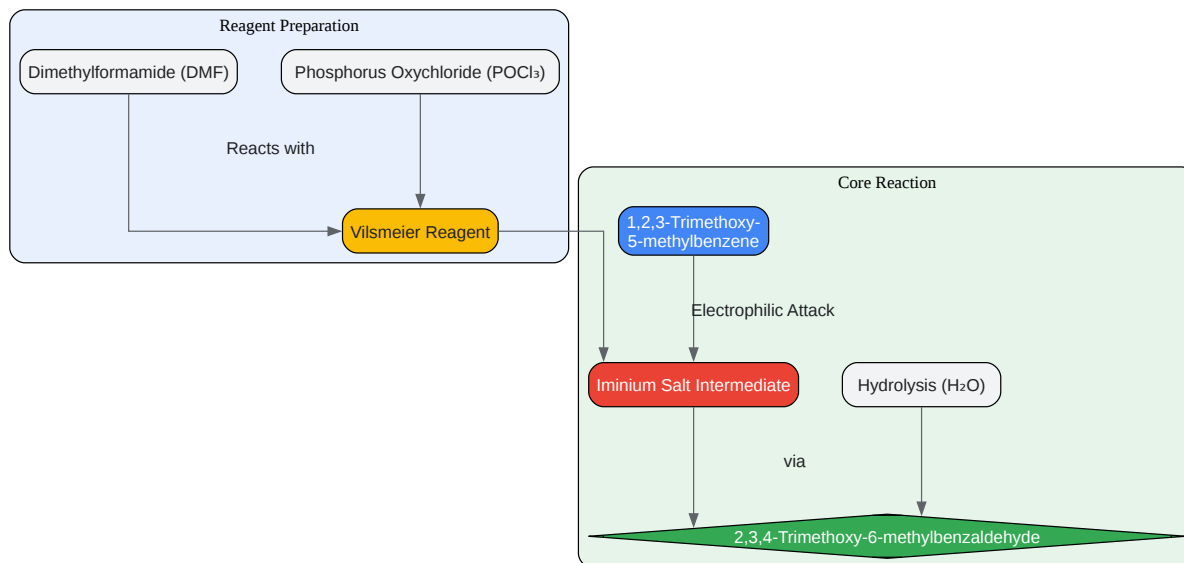 Reagent Preparation
Dimethylformamide (DMF)
Phosphorus Oxychloride (POCl₃)
Reacts with
Vilsmeier Reagent
Core Reaction
1,2,3-Trimethoxy-
5-methylbenzene
Electrophilic Attack
Iminium Salt Intermediate
Hydrolysis (H₂O)
via
2,3,4-Trimethoxy-6-methylbenzaldehyde